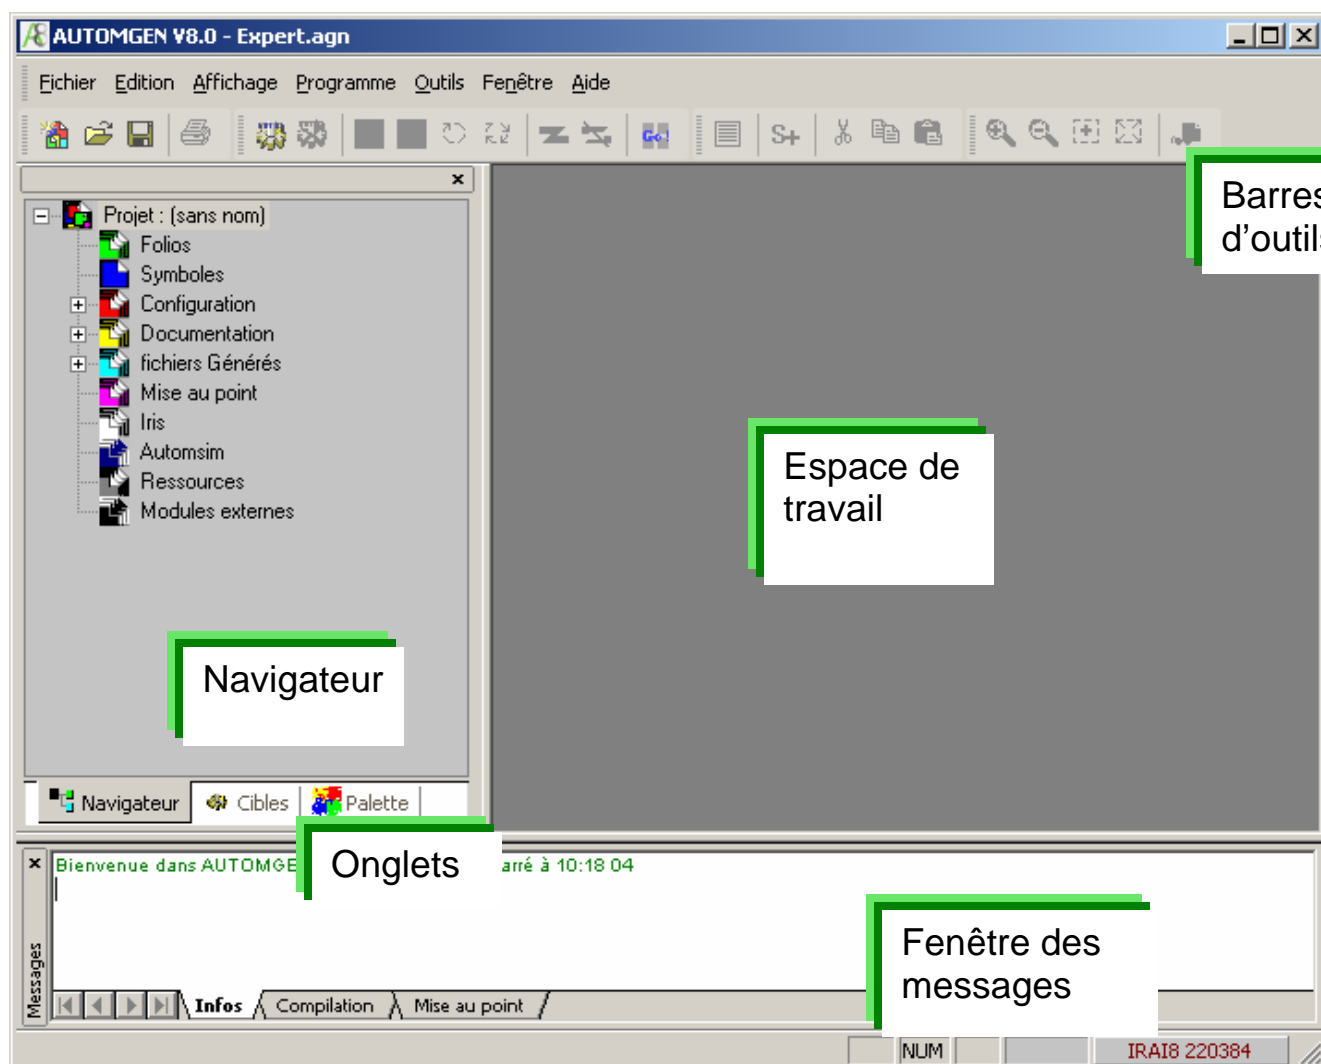 AUTOMGEN V8.0 - Expert.agn
Fichier Edition Affichage Programme Outils Fenêtre Aide
Go! S+
Barres
d'outils
Projet : (sans nom)
Folios
Symboles
Configuration
Documentation
fichiers Générés
Mise au point
Iris
Automsim
Ressources
Modules externes
Espace de
travail
Navigateur
Navigateur Cibles Palette
Onglets
Bienvenue dans AUTOMGE arré à 10:18 04
Fenêtre des
messages
Messages
Infos Compilation Mise au point
NUM IRAI8 220384